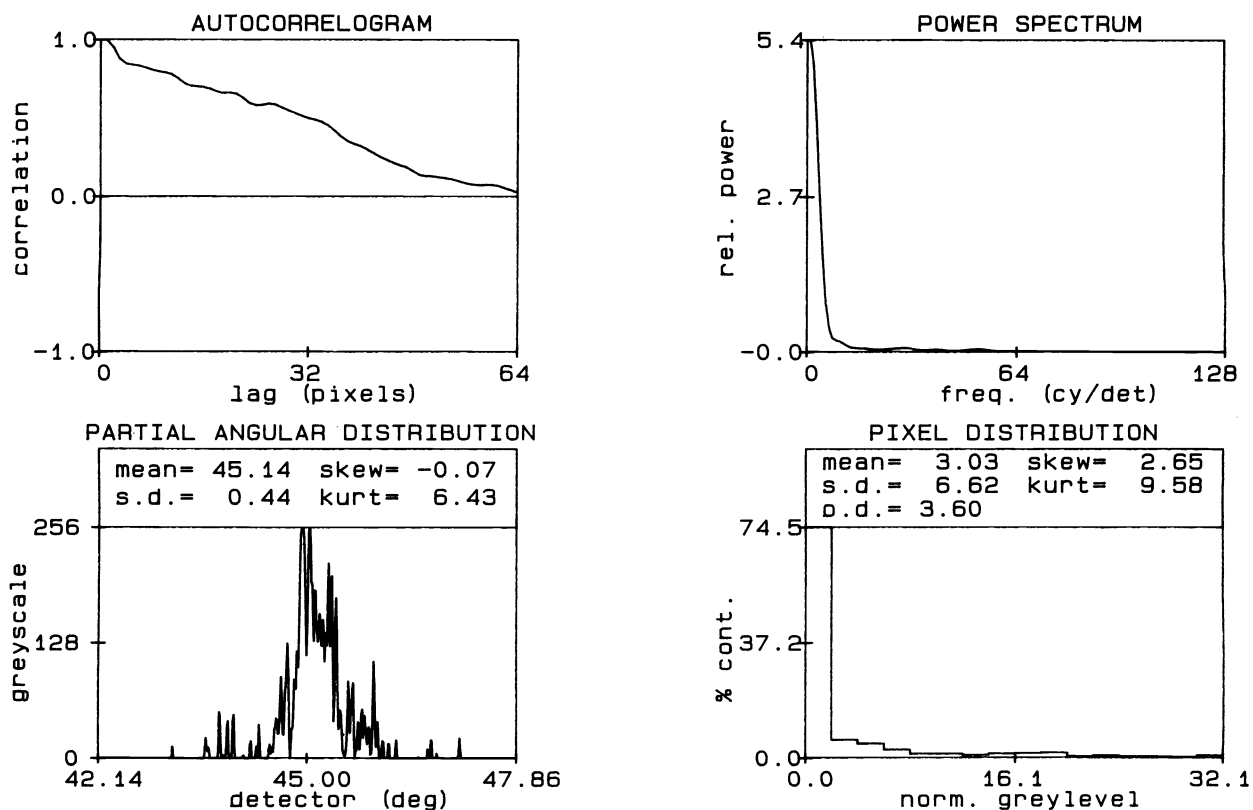 AUTOCORRELOGRAM
1.0
0.0
-1.0
correlation
0 32 64
lag (pixels)
POWER SPECTRUM
5.4
2.7
-0.0
rel. power
0 64 128
freq. (cy/det)
PARTIAL ANGULAR DISTRIBUTION
mean= 45.14 skew= -0.07
s.d.= 0.44 kurt= 6.43
256
128
0
greyscale
42.14 45.00 47.86
detector (deg)
PIXEL DISTRIBUTION
mean= 3.03 skew= 2.65
s.d.= 6.62 kurt= 9.58
p.d.= 3.60
74.5
37.2
0.0
% cont.
0.0 16.1 32.1
norm. greylevel